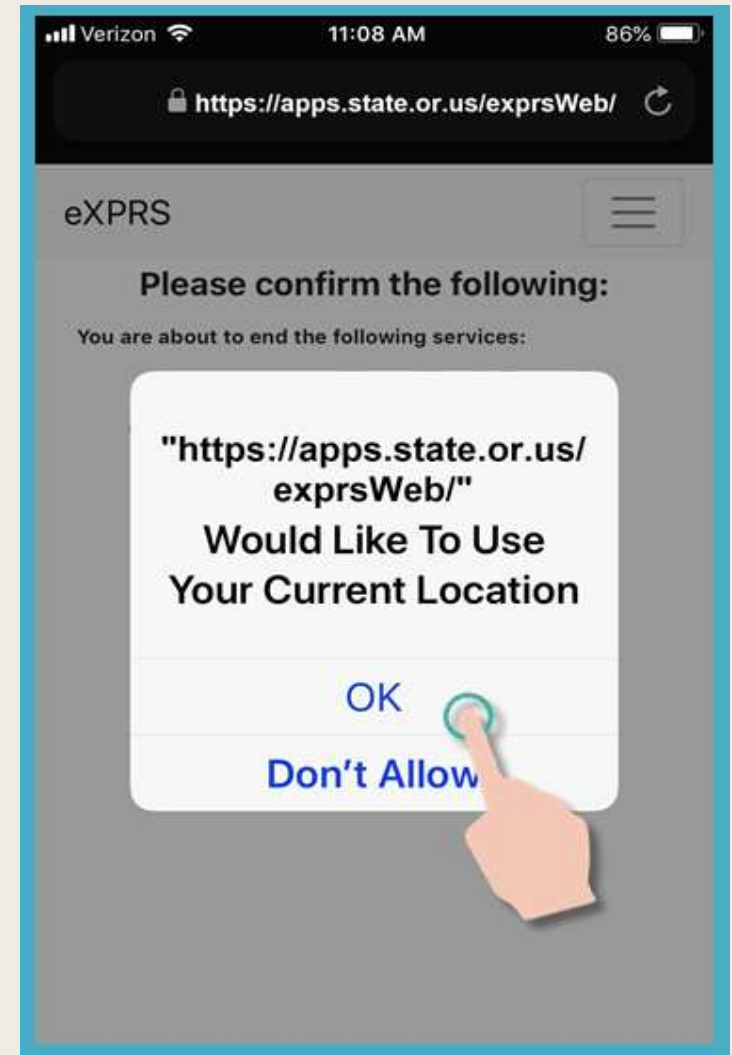 Verizon 11:08 AM 86%
https://apps.state.or.us/exprsWeb/
eXPRS
Please confirm the following:
You are about to end the following services:
"https://apps.state.or.us/
exprsWeb/"
Would Like To Use
Your Current Location
OK
Don't Allow